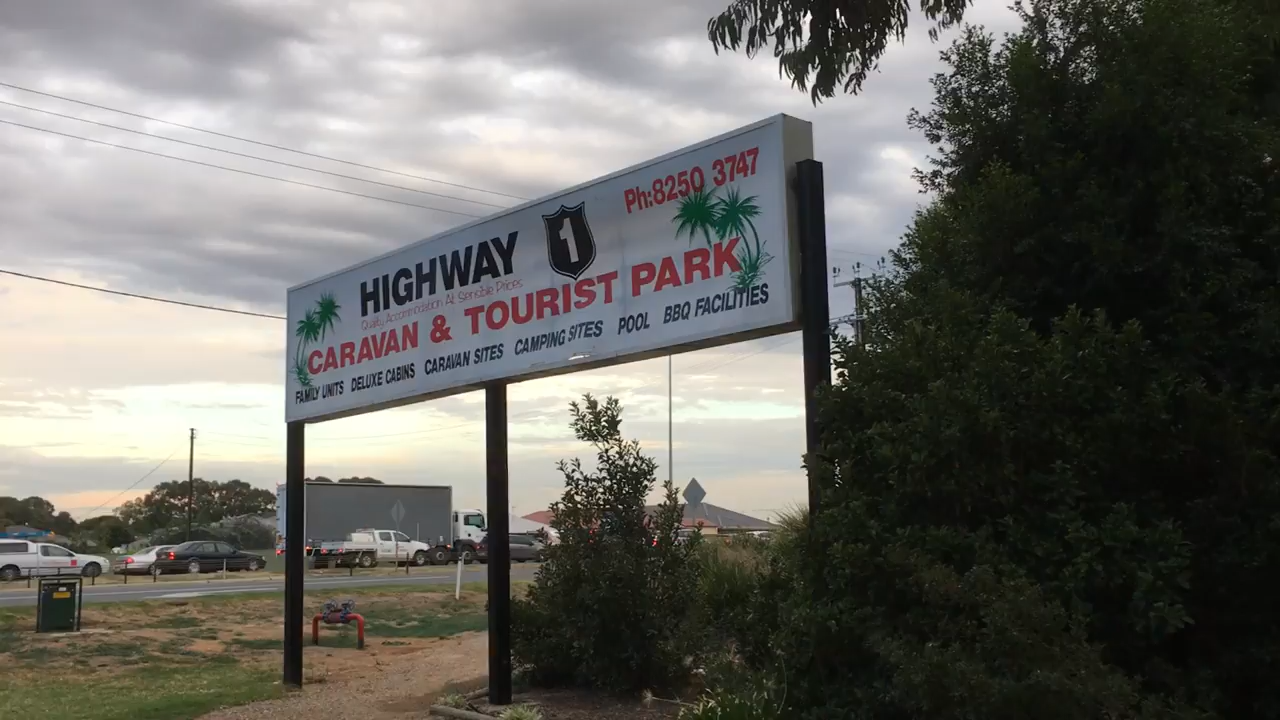 Ph:8250 3747
HIGHWAY 1
Quality Accommodation At Sensible Prices
CARAVAN & TOURIST PARK
FAMILY UNITS DELUXE CABINS CARAVAN SITES CAMPING SITES POOL BBQ FACILITIES